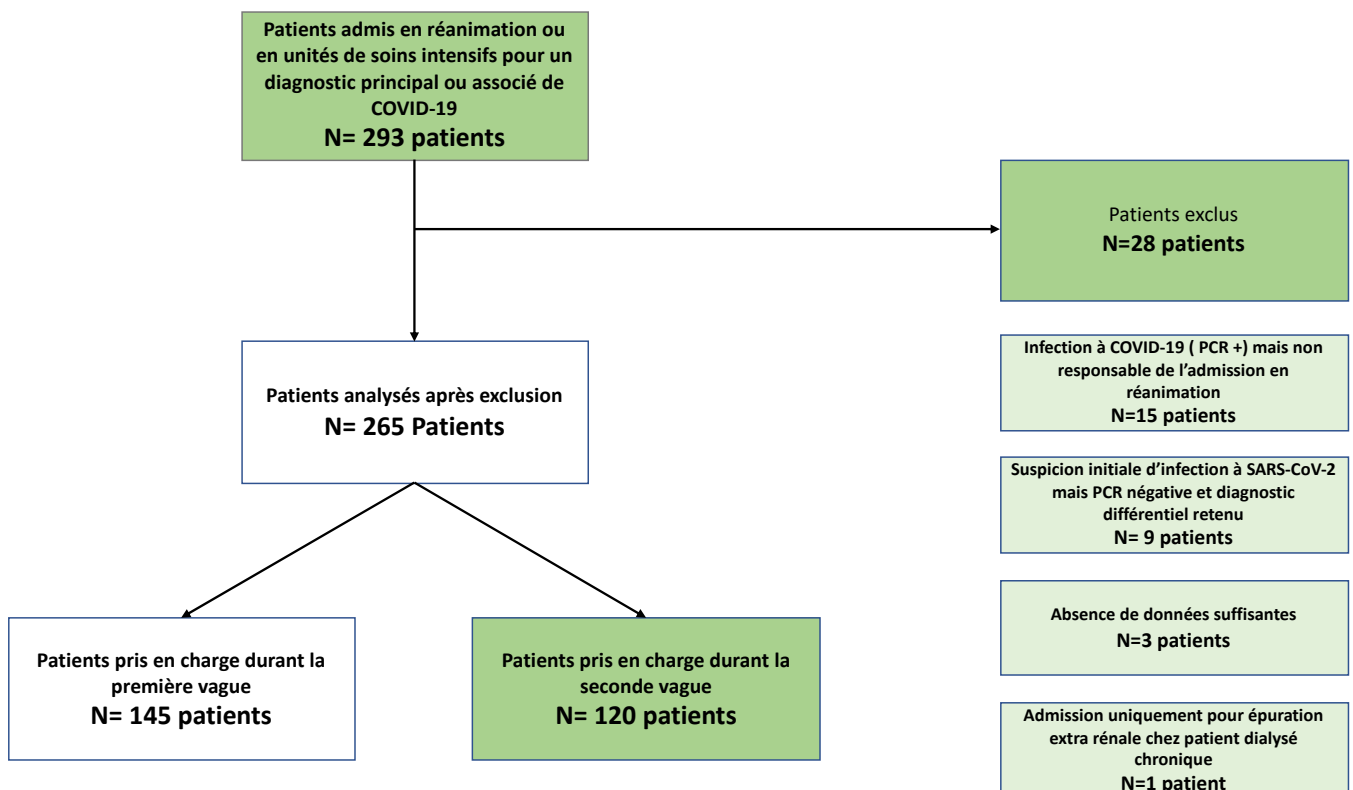 Patients admis en réanimation ou
en unités de soins intensifs pour un
diagnostic principal ou associé de
COVID-19
N= 293 patients
Patients exclus
N=28 patients
Patients analysés après exclusion
N= 265 Patients
Infection à COVID-19 ( PCR +) mais non
responsable de l'admission en
réanimation
N=15 patients
Suspicion initiale d'infection à SARS-CoV-2
mais PCR négative et diagnostic
différentiel retenu
N= 9 patients
Absence de données suffisantes
N=3 patients
Patients pris en charge durant la
première vague
N= 145 patients
Patients pris en charge durant la
seconde vague
N= 120 patients
Admission uniquement pour épuration
extra rénale chez patient dialysé
chronique
N=1 patient